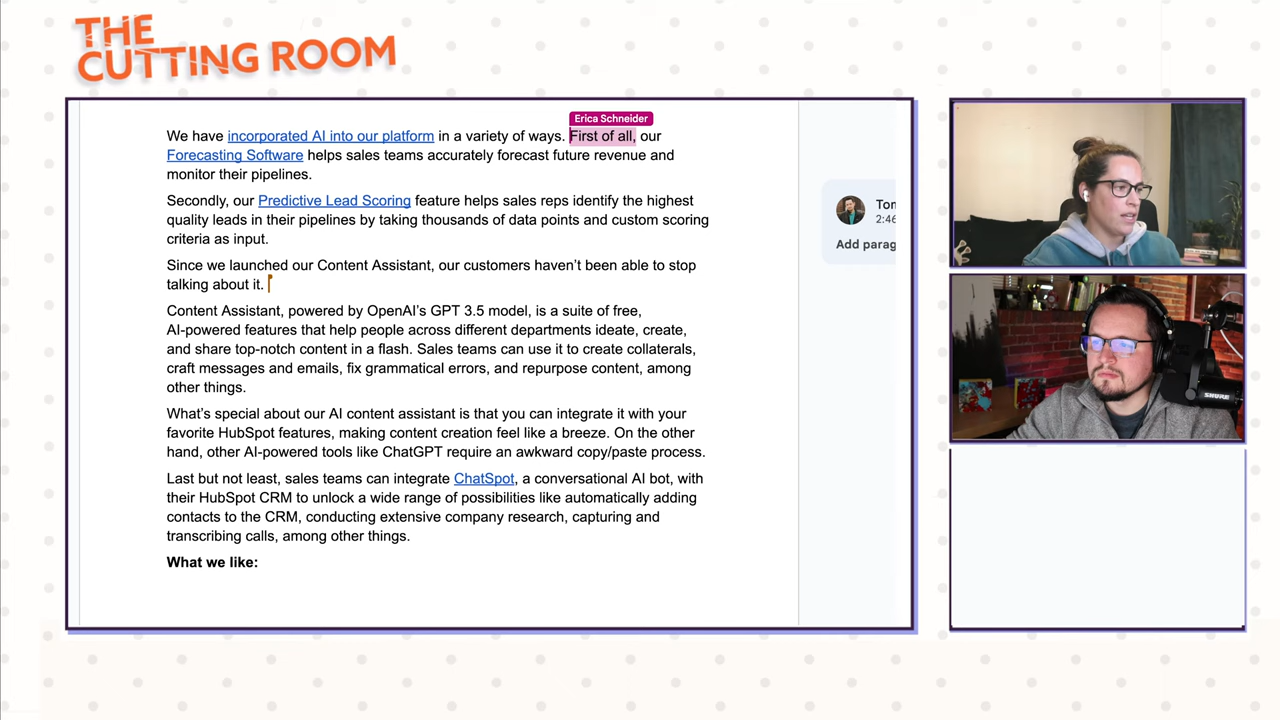 THE
CUTTING ROOM
Erica Schneider
We have incorporated AI into our platform in a variety of ways. First of all, our
Forecasting Software helps sales teams accurately forecast future revenue and
monitor their pipelines.
Secondly, our Predictive Lead Scoring feature helps sales reps identify the highest
quality leads in their pipelines by taking thousands of data points and custom scoring
criteria as input.
Since we launched our Content Assistant, our customers haven’t been able to stop
talking about it.
Content Assistant, powered by OpenAI’s GPT 3.5 model, is a suite of free,
AI-powered features that help people across different departments ideate, create,
and share top-notch content in a flash. Sales teams can use it to create collaterals,
craft messages and emails, fix grammatical errors, and repurpose content, among
other things.
What’s special about our AI content assistant is that you can integrate it with your
favorite HubSpot features, making content creation feel like a breeze. On the other
hand, other AI-powered tools like ChatGPT require an awkward copy/paste process.
Last but not least, sales teams can integrate ChatSpot, a conversational AI bot, with
their HubSpot CRM to unlock a wide range of possibilities like automatically adding
contacts to the CRM, conducting extensive company research, capturing and
transcribing calls, among other things.
What we like:
Ton
2:46
Add parag
SHURE